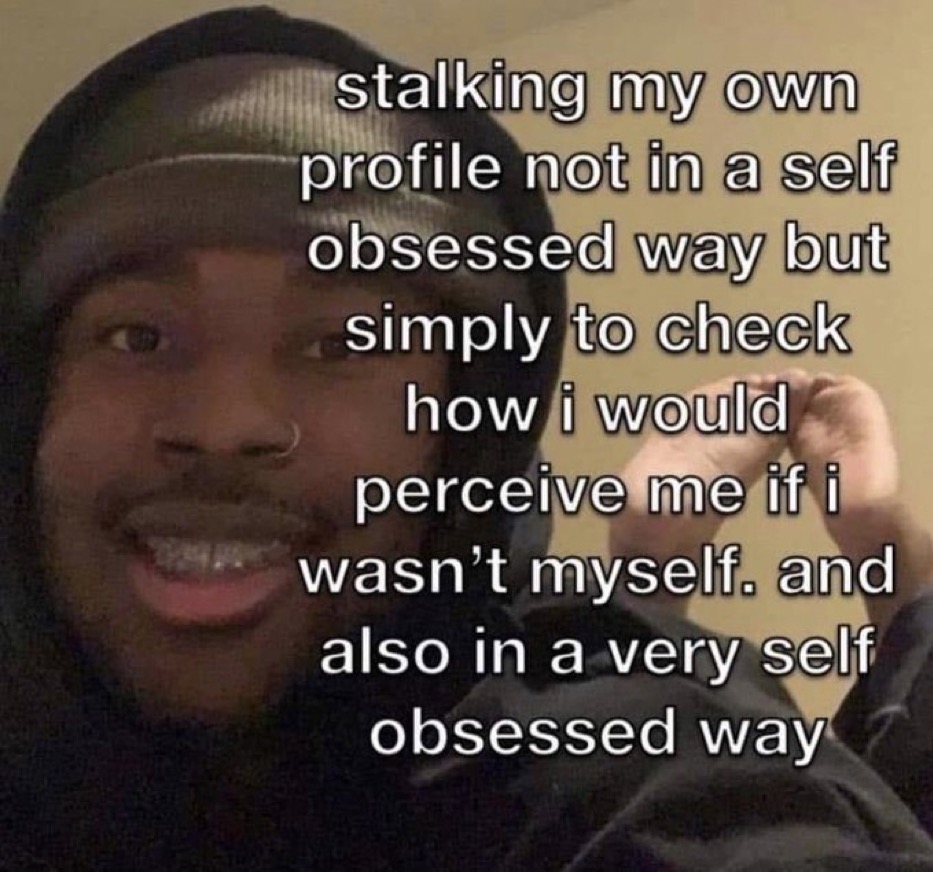 stalking my own
profile not in a self
obsessed way but
simply to check
how i would
perceive me if i
wasn’t myself. and
also in a very self
obsessed way